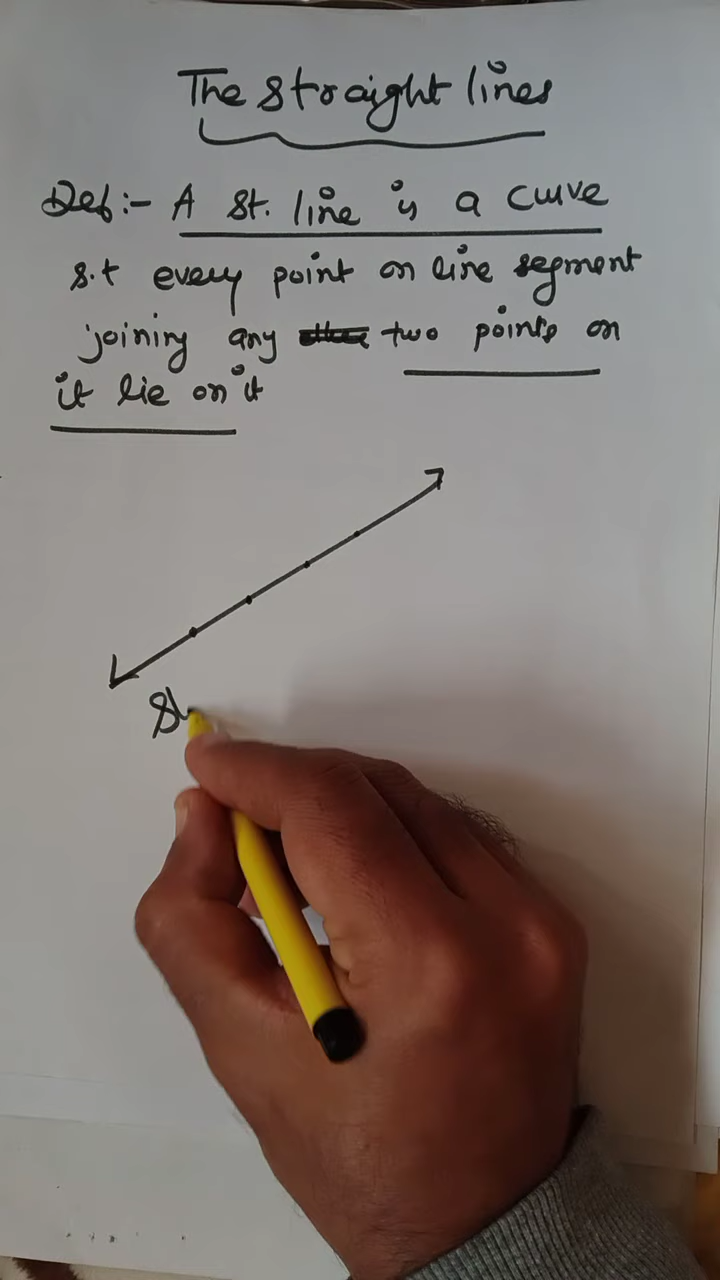 The straight lines
Def:- A st. line is a curve
s.t every point on line segment
joining any two points on
it lie on it
St